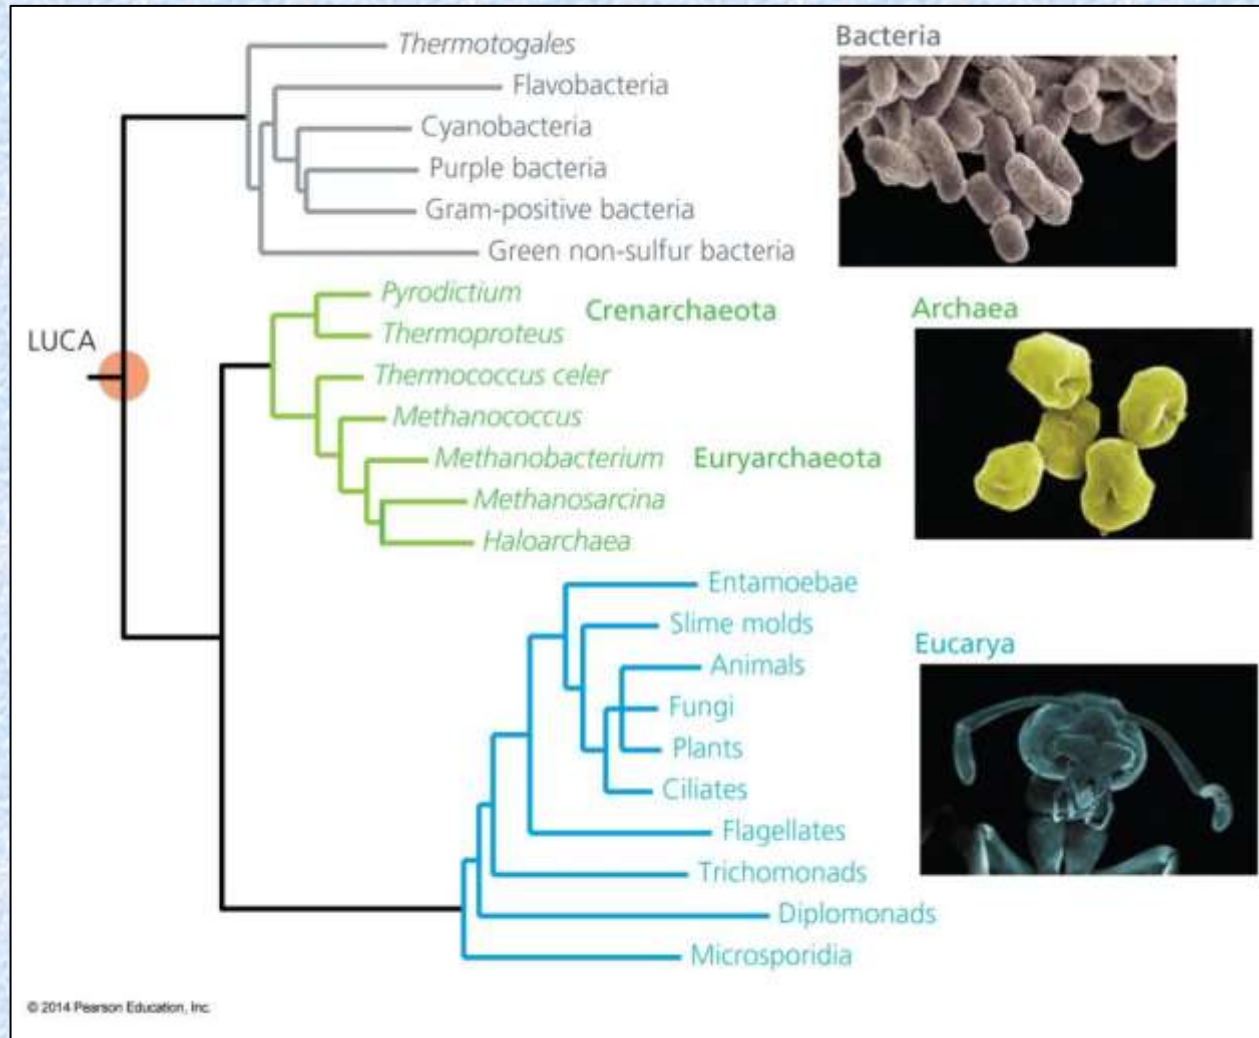 Thermotogales
Flavobacteria
Cyanobacteria
Purple bacteria
Gram-positive bacteria
Green non-sulfur bacteria
Bacteria
LUCA
Pyrodictium
Thermoproteus
Crenarchaeota
Thermococcus celer
Methanococcus
Methanobacterium
Euryarchaeota
Methanosarcina
Haloarchaea
Archaea
Entamoebae
Slime molds
Animals
Fungi
Plants
Ciliates
Flagellates
Trichomonads
Diplomonads
Microsporidia
Eucarya
© 2014 Pearson Education, Inc.